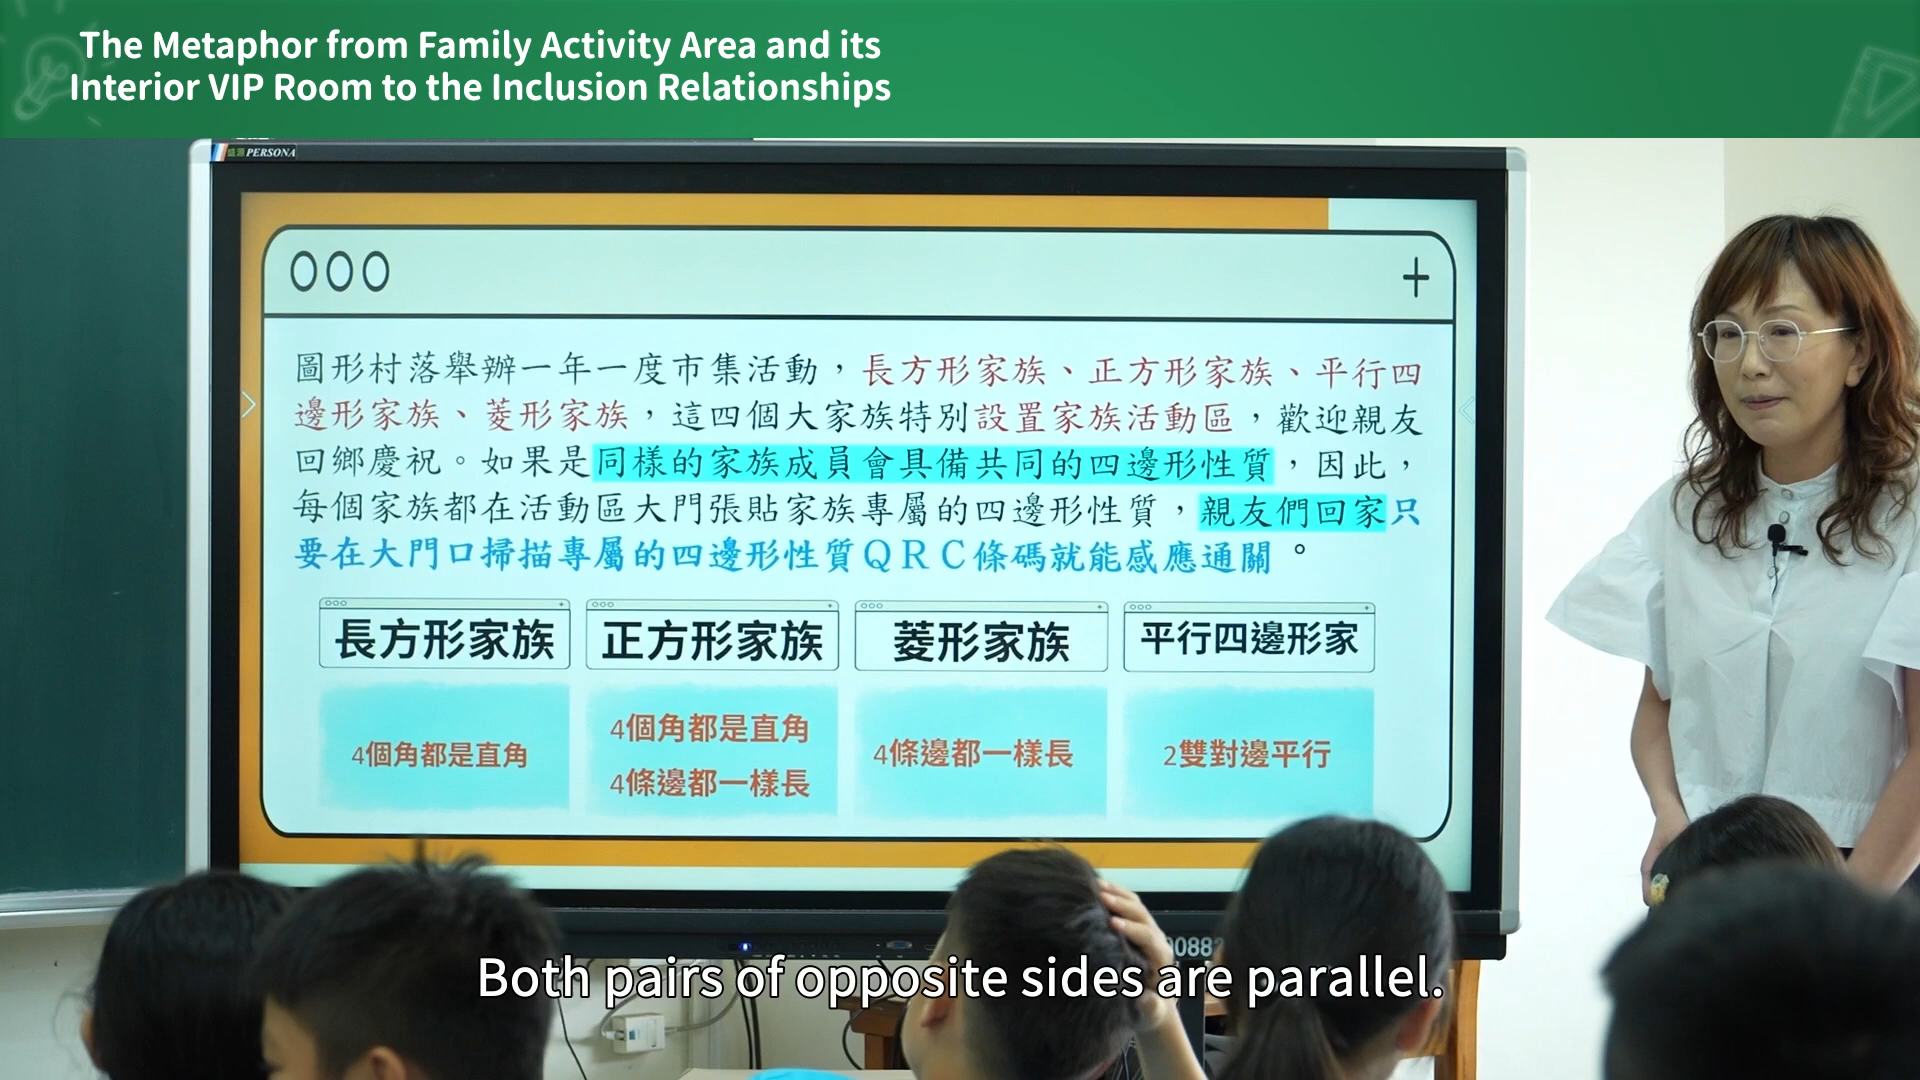 The Metaphor from Family Activity Area and its
Interior VIP Room to the Inclusion Relationships
PERSONA
圖形村落舉辦一年一度市集活動，長方形家族、正方形家族、平行四
邊形家族、菱形家族，這四個大家族特別設置家族活動區，歡迎親友
回鄉慶祝。如果是同樣的家族成員會具備共同的四邊形性質，因此，
每個家族都在活動區大門張貼家族專屬的四邊形性質，親友們回家只
要在大門口掃描專屬的四邊形性質QRC條碼就能感應通關。
長方形家族
正方形家族
菱形家族
平行四邊形家
4個角都是直角
4個角都是直角
4條邊都一樣長
4條邊都一樣長
2雙對邊平行
Both pairs of opposite sides are parallel.